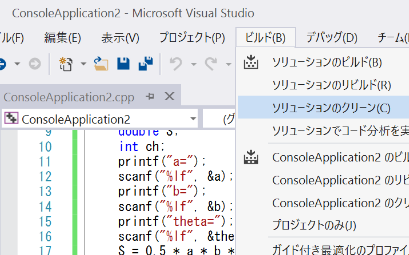 ConsoleApplication2 - Microsoft Visual Studio
ル(F) 編集(E) 表示(V) プロジェクト(P) ビルド(B) デバッグ(D) チーム(
ソリューションのビルド(B)
ソリューションのリビルド(R)
ソリューションのクリーン(C)
ソリューションでコード分析を実
ConsoleApplication2 のビル
ConsoleApplication2 のリビ
ConsoleApplication2 のクリ
プロジェクトのみ(J)
ガイド付き最適化のプロファイ
ConsoleApplication2.cpp
ConsoleApplication2 (グ
9 double S;
10 int ch;
11 printf("a=");
12 scanf("%lf", &a);
13 printf("b=");
14 scanf("%lf", &b);
15 printf("theta=");
16 scanf("%lf", &the
17 S = 0.5 * a * b *